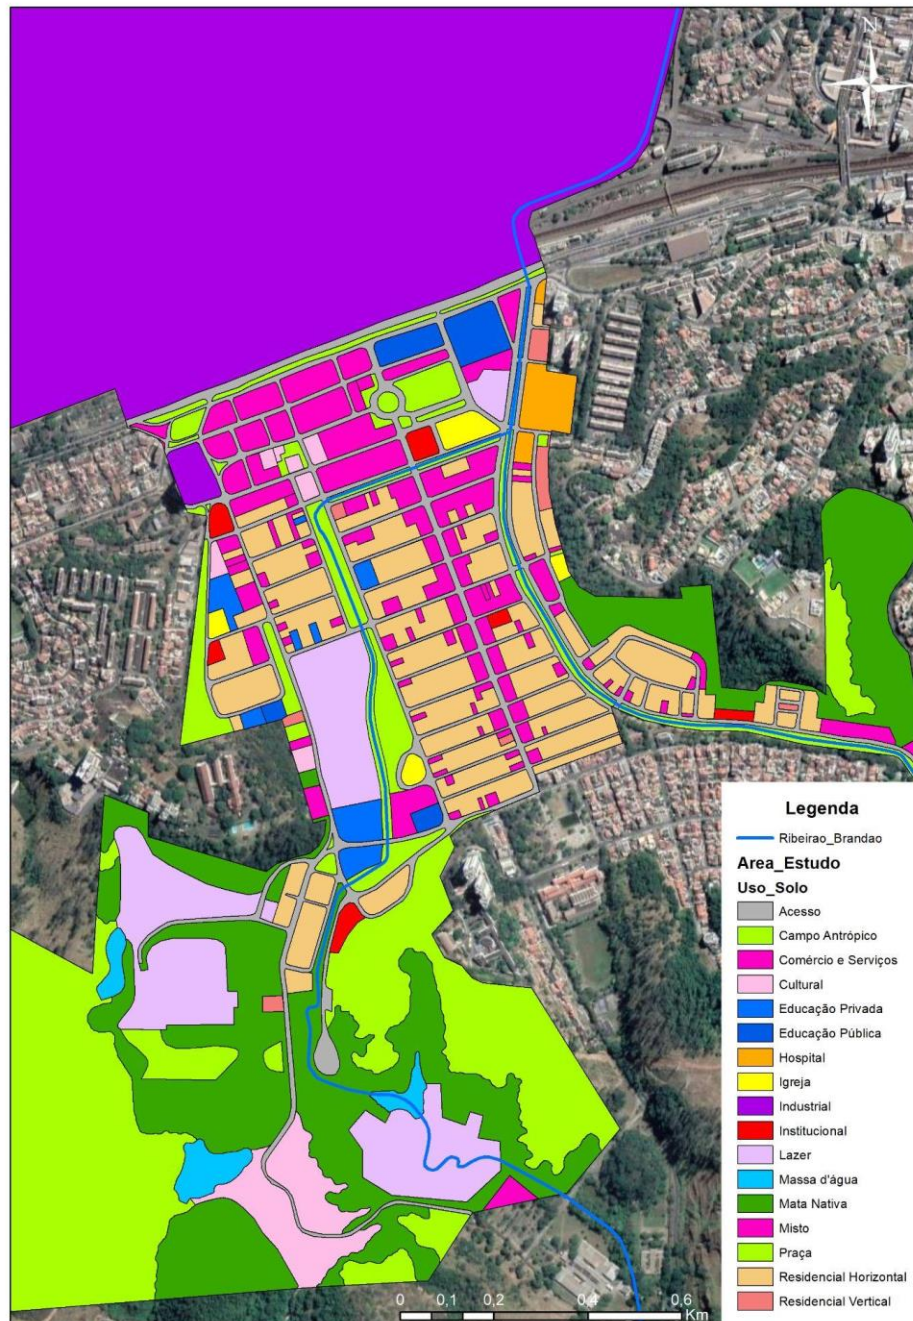 N
Legenda
Ribeirao_Brandao
Area_Estudo
Uso_Solo
Acesso
Campo Antrópico
Comércio e Serviços
Cultural
Educação Privada
Educação Pública
Hospital
Igreja
Industrial
Institucional
Lazer
Massa d'água
Mata Nativa
Misto
Praça
Residencial Horizontal
Residencial Vertical
0 0,1 0,2 0,4 0,6
Km